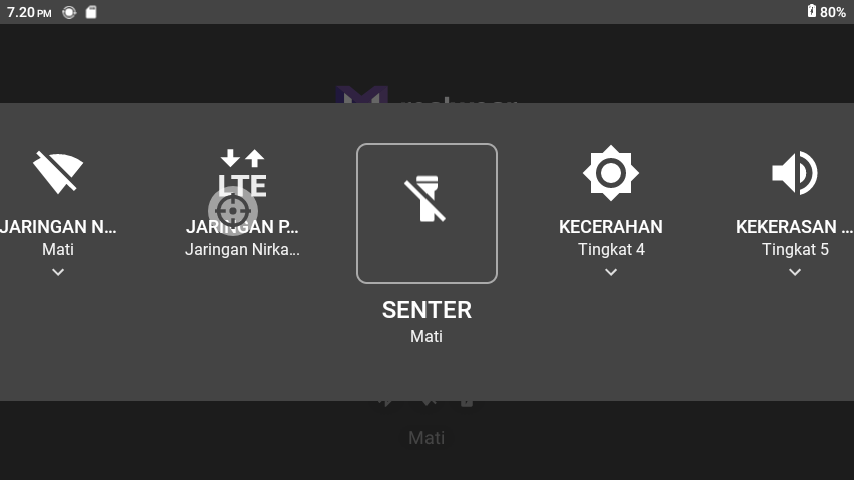 7.20 PM
80%
JARINGAN N...
Mati
LTE
JARINGAN P...
Jaringan Nirka...
SENTER
Mati
KECERAHAN
Tingkat 4
KEKERASAN ...
Tingkat 5
Mati